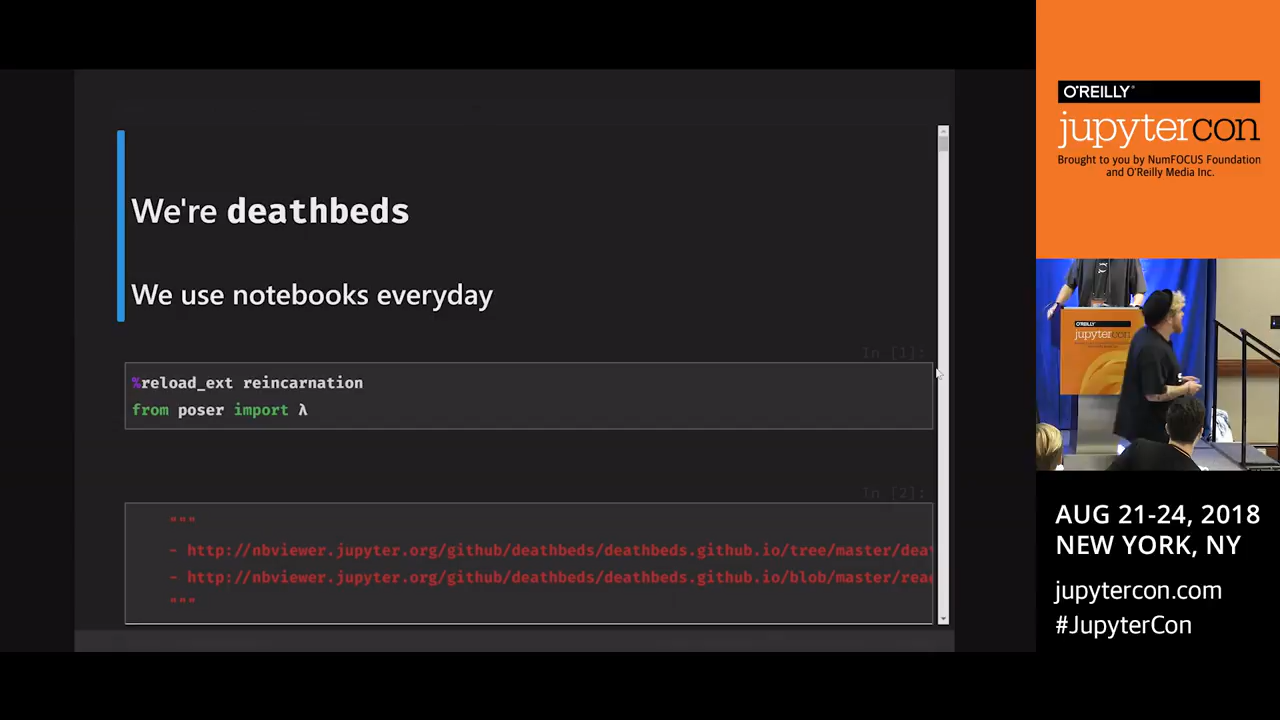 We're deathbeds
We use notebooks everyday
In [1]:
%reload_ext reincarnation
from poser import λ
In [2]:
"""
- http://nbviewer.jupyter.org/github/deathbeds/deathbeds.github.io/tree/master/dea
- http://nbviewer.jupyter.org/github/deathbeds/deathbeds.github.io/blob/master/rea
"""
O'REILLY®
jupytercon
Brought to you by NumFOCUS Foundation
and O'Reilly Media Inc.
O'REILLY
jupytercon
AUG 21-24, 2018
NEW YORK, NY
jupytercon.com
#JupyterCon